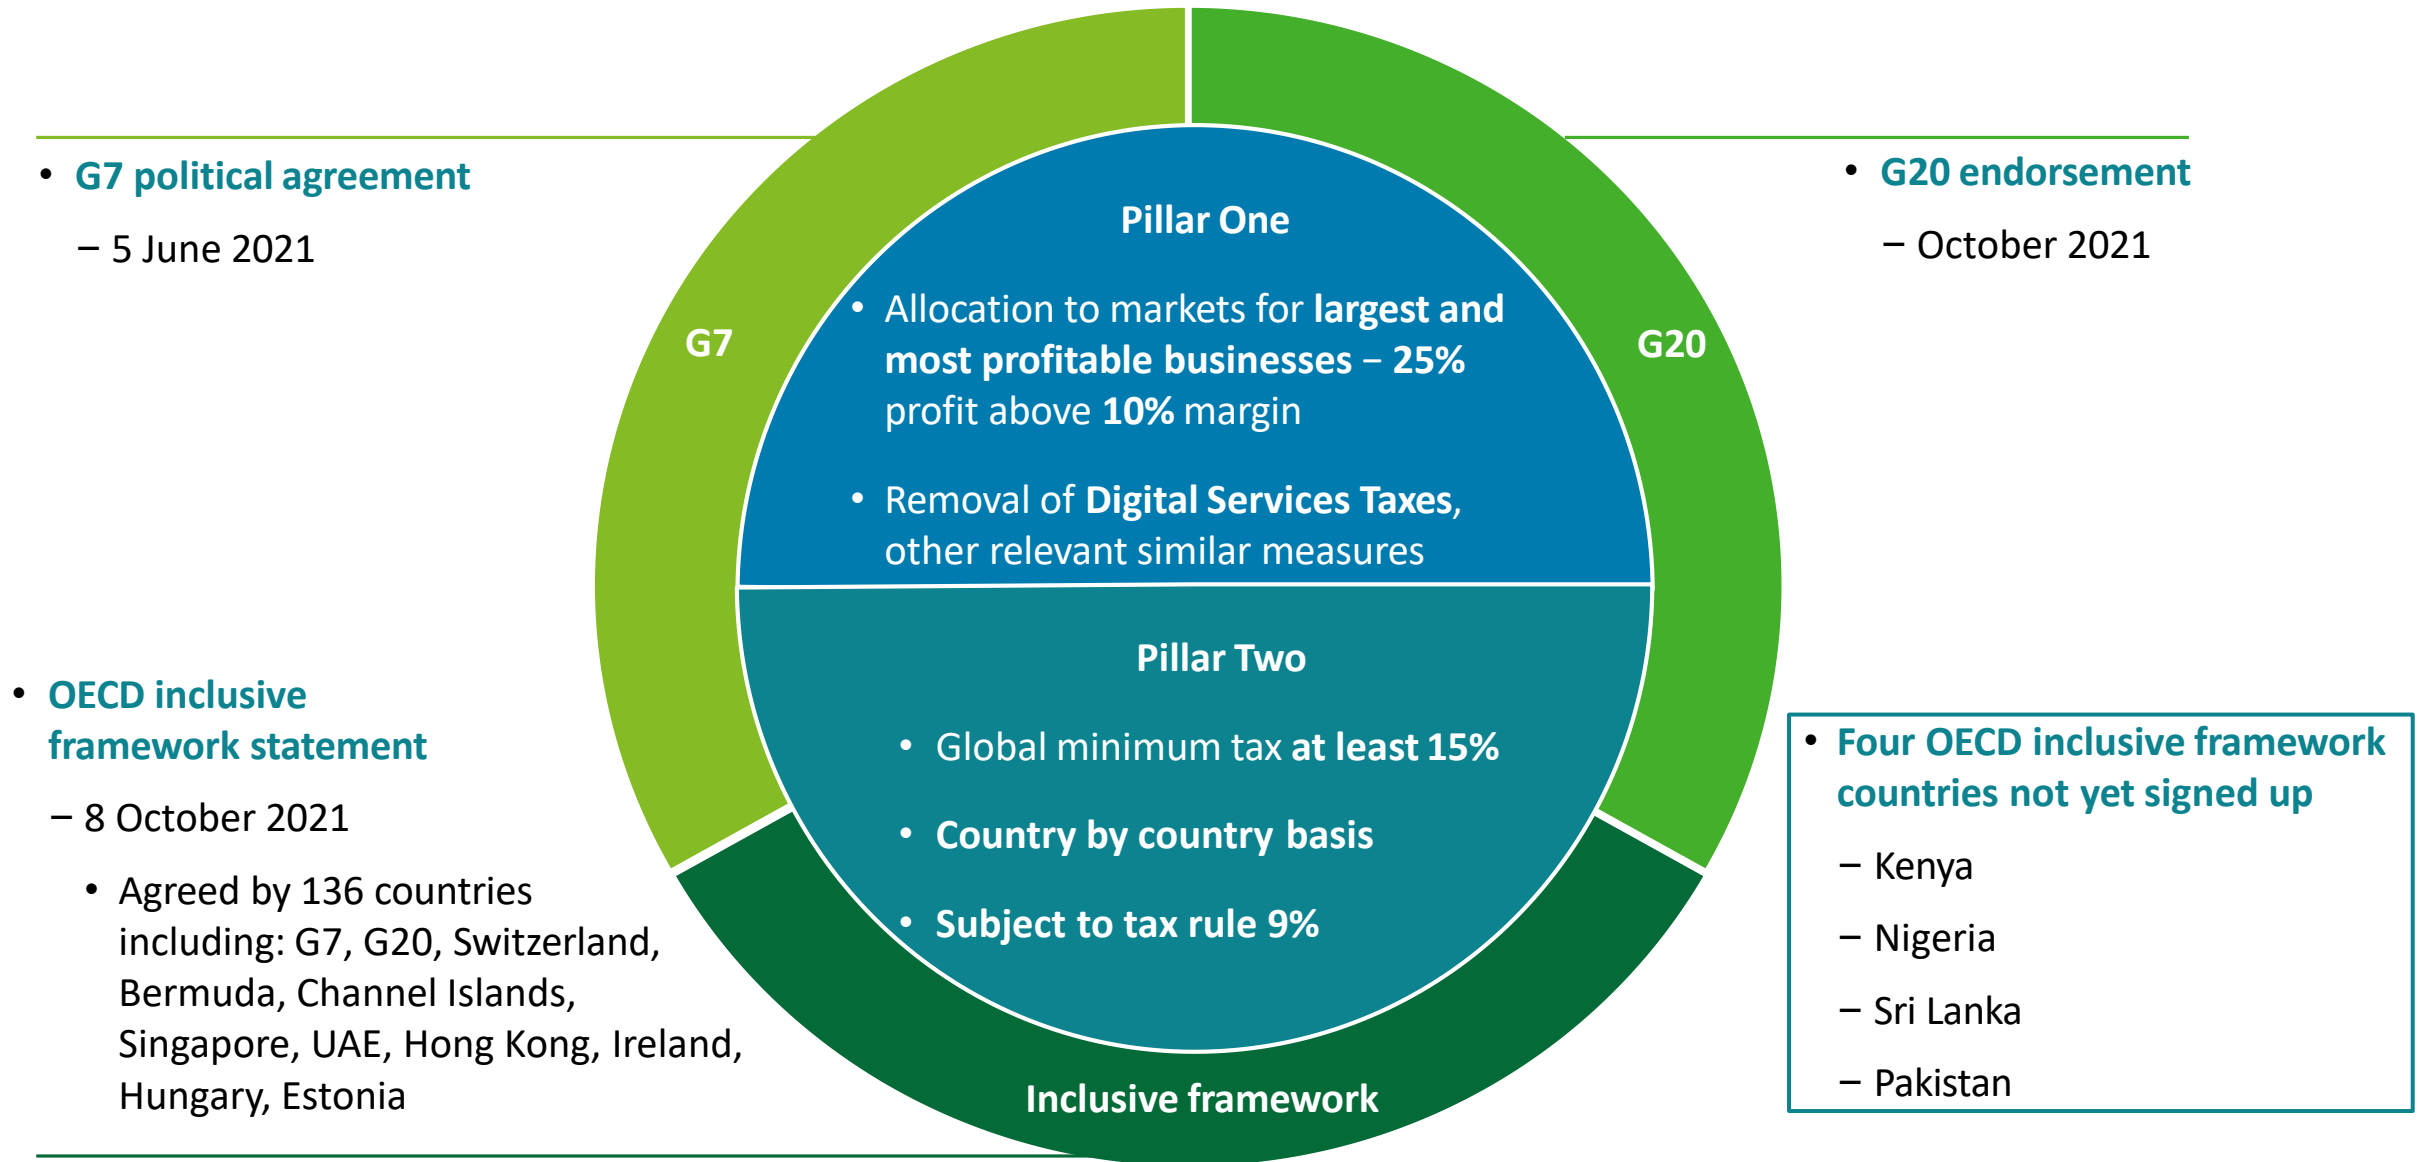 • G7 political agreement
– 5 June 2021
• G20 endorsement
– October 2021
G7
G20
Pillar One
• Allocation to markets for largest and
most profitable businesses – 25%
profit above 10% margin
• Removal of Digital Services Taxes,
other relevant similar measures
Pillar Two
• Global minimum tax at least 15%
• Country by country basis
• Subject to tax rule 9%
Inclusive framework
• OECD inclusive
framework statement
– 8 October 2021
• Agreed by 136 countries
including: G7, G20, Switzerland,
Bermuda, Channel Islands,
Singapore, UAE, Hong Kong, Ireland,
Hungary, Estonia
• Four OECD inclusive framework
countries not yet signed up
– Kenya
– Nigeria
– Sri Lanka
– Pakistan